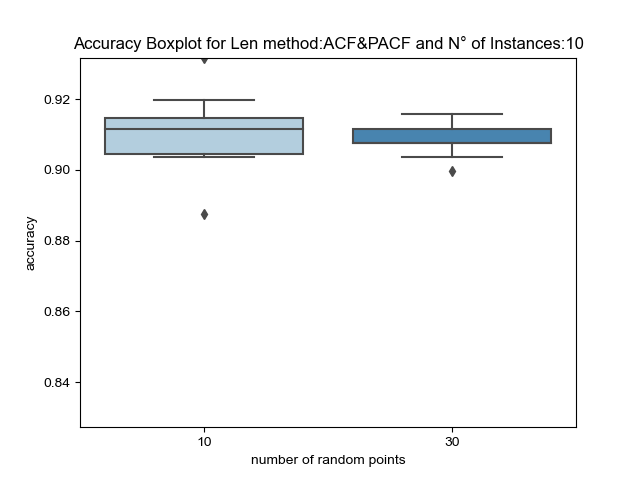 Accuracy Boxplot for Len method:ACF&PACF and N° of Instances:10
0.92
0.90
0.88
0.86
0.84
accuracy
10
30
number of random points